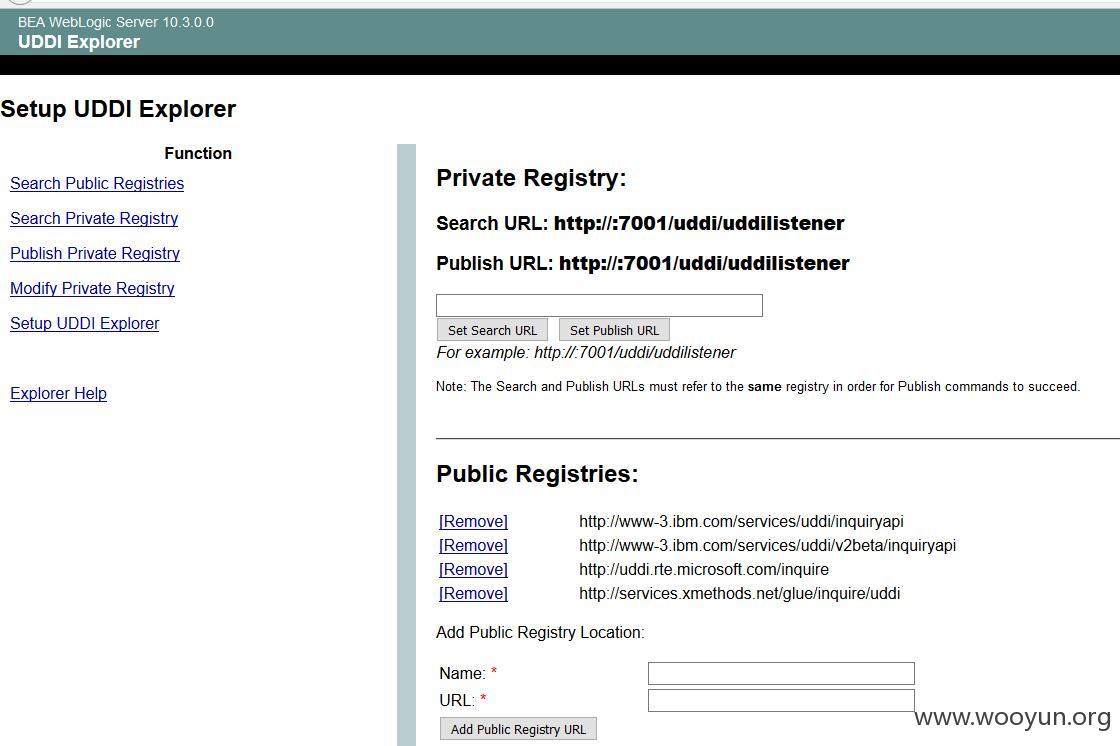 BEA WebLogic Server 10.3.0.0
UDDI Explorer
Setup UDDI Explorer
Function
Search Public Registries
Search Private Registry
Publish Private Registry
Modify Private Registry
Setup UDDI Explorer
Explorer Help
Private Registry:
Search URL: http://:7001/uddi/uddilistener
Publish URL: http://:7001/uddi/uddilistener
Set Search URL Set Publish URL
For example: http://:7001/uddi/uddilistener
Note: The Search and Publish URLs must refer to the same registry in order for Publish commands to succeed.
Public Registries:
[Remove] http://www-3.ibm.com/services/uddi/inquiryapi
[Remove] http://www-3.ibm.com/services/uddi/v2beta/inquiryapi
[Remove] http://uddi.rte.microsoft.com/inquire
[Remove] http://services.xmethods.net/glue/inquire/uddi
Add Public Registry Location:
Name: *
URL: *
Add Public Registry URL
www.wooyun.org